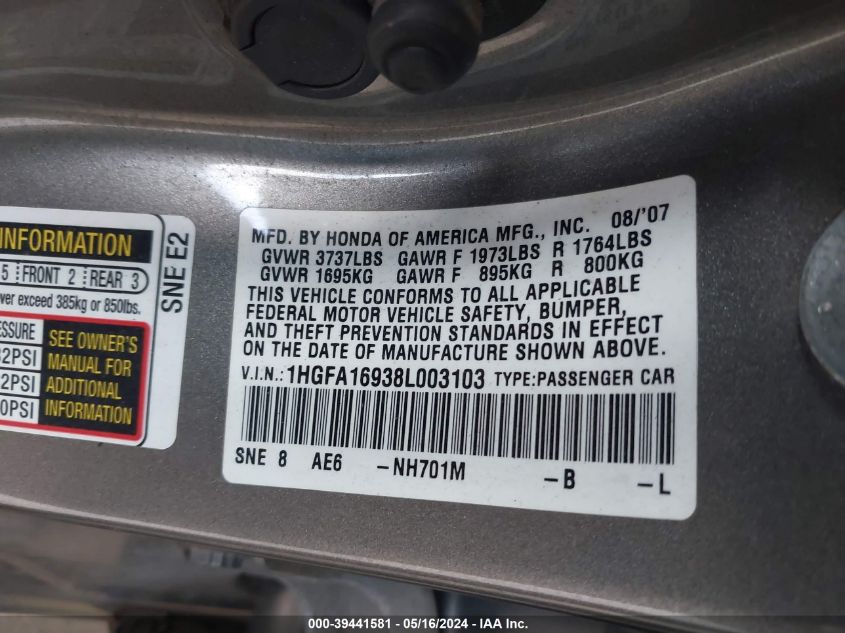 INFORMATION
5 FRONT 2 REAR 3
ver exceed 385kg or 850lbs.
ESSURE
32PSI
2PSI
0PSI
SEE OWNER'S
MANUAL FOR
ADDITIONAL
INFORMATION
SNE E2
MFD. BY HONDA OF AMERICA MFG., INC. 08/'07
GVWR 3737LBS GAWR F 1973LBS R 1764LBS
GVWR 1695KG GAWR F 895KG R 800KG
THIS VEHICLE CONFORMS TO ALL APPLICABLE
FEDERAL MOTOR VEHICLE SAFETY, BUMPER,
AND THEFT PREVENTION STANDARDS IN EFFECT
ON THE DATE OF MANUFACTURE SHOWN ABOVE.
V.I.N.: 1HGFA16938L003103 TYPE:PASSENGER CAR
SNE 8 AE6 -NH701M -B -L
000-39441581 - 05/16/2024 - IAA Inc.